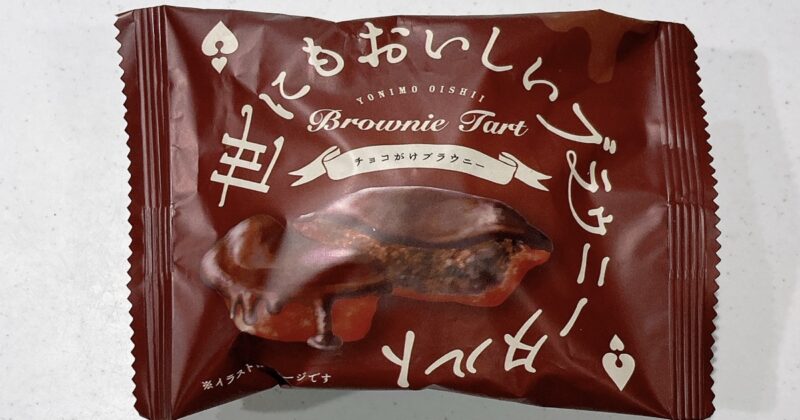 世にもおいしいブラウニータルト
YONIMO OISHII
Brownie Tart
チョコがけブラウニー
※イラスト ージです